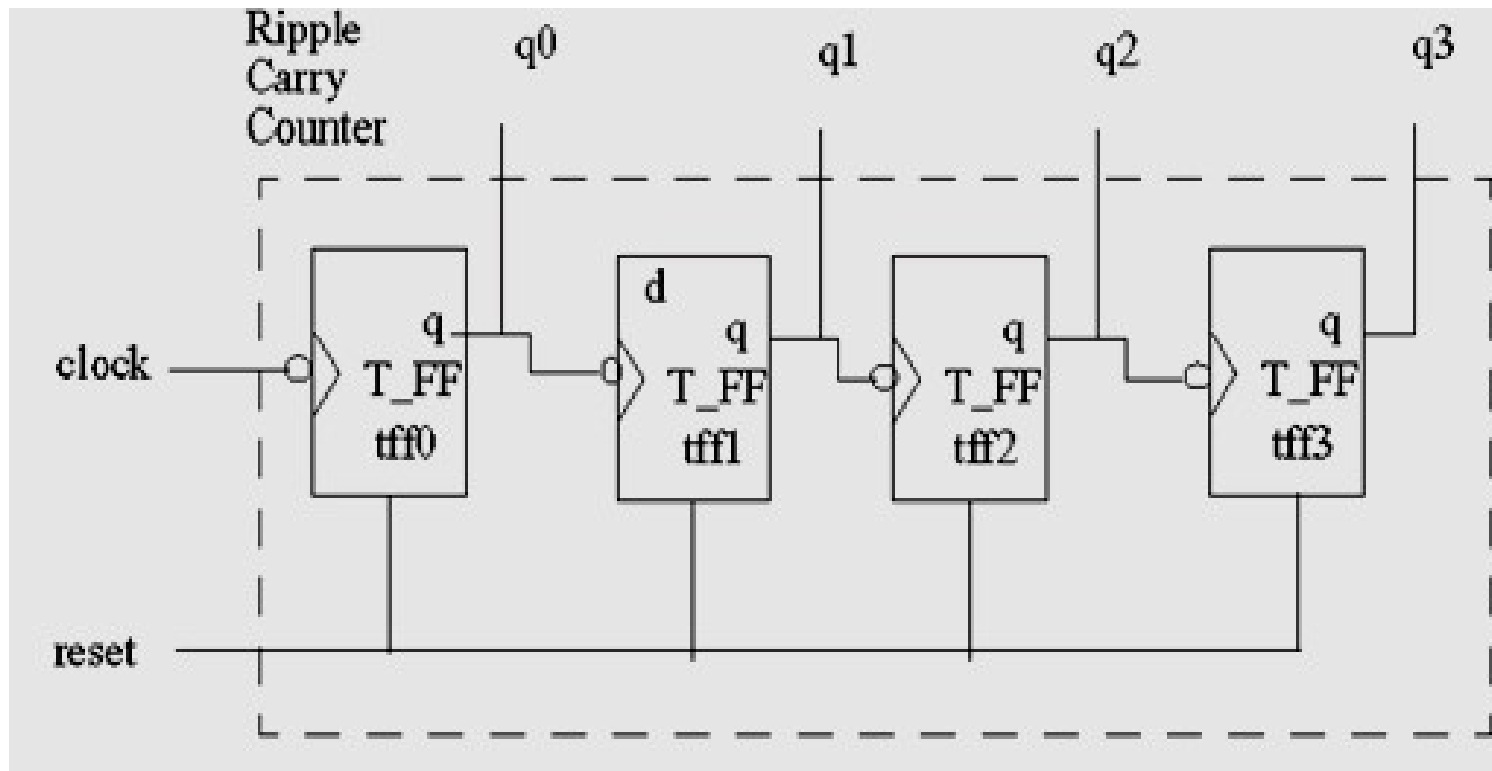 Ripple
Carry
Counter
q0
q1
q2
q3
d
q
q
q
q
clock
T_FF
T_FF
T_FF
T_FF
tff0
tff1
tff2
tff3
reset